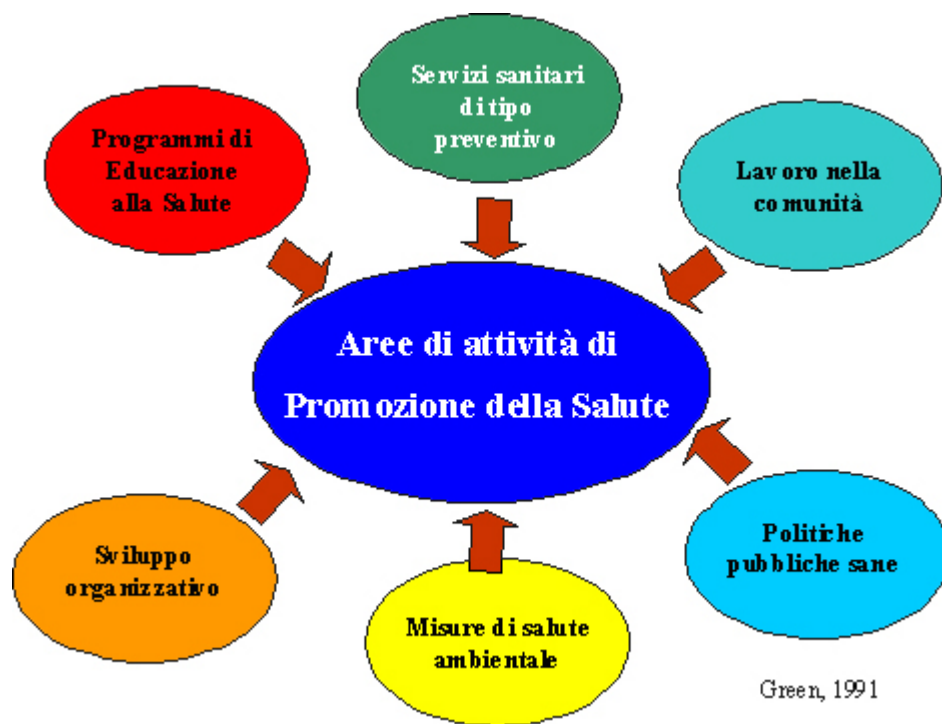 Servizi sanitari
di tipo
preventivo
Programmi di
Educazione
alla Salute
Lavoro nella
comunità
Aree di attività di
Promozione della Salute
Sviluppo
organizzativo
Misure di salute
ambientale
Politiche
pubbliche sane
Green, 1991